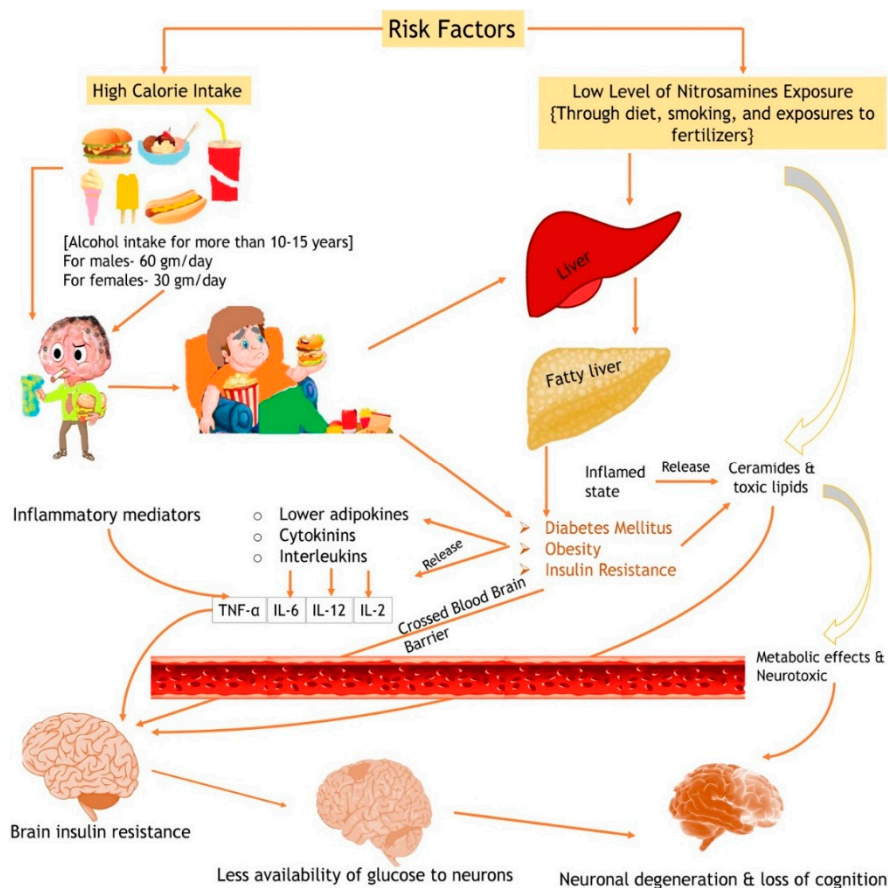 Risk Factors
High Calorie Intake
Low Level of Nitrosamines Exposure
{Through diet, smoking, and exposures to
fertilizers}
[Alcohol intake for more than 10-15 years]
For males- 60 gm/day
For females- 30 gm/day
Liver
Fatty liver
Inflamed
state
Release
Ceramides &
toxic lipids
Inflammatory mediators
Lower adipokines
Cytokinins
Interleukins
Release
Diabetes Mellitus
Obesity
Insulin Resistance
TNF-α IL-6 IL-12 IL-2
Crossed Blood Brain
Barrier
Metabolic effects &
Neurotoxic
Brain insulin resistance
Less availability of glucose to neurons
Neuronal degeneration & loss of cognition